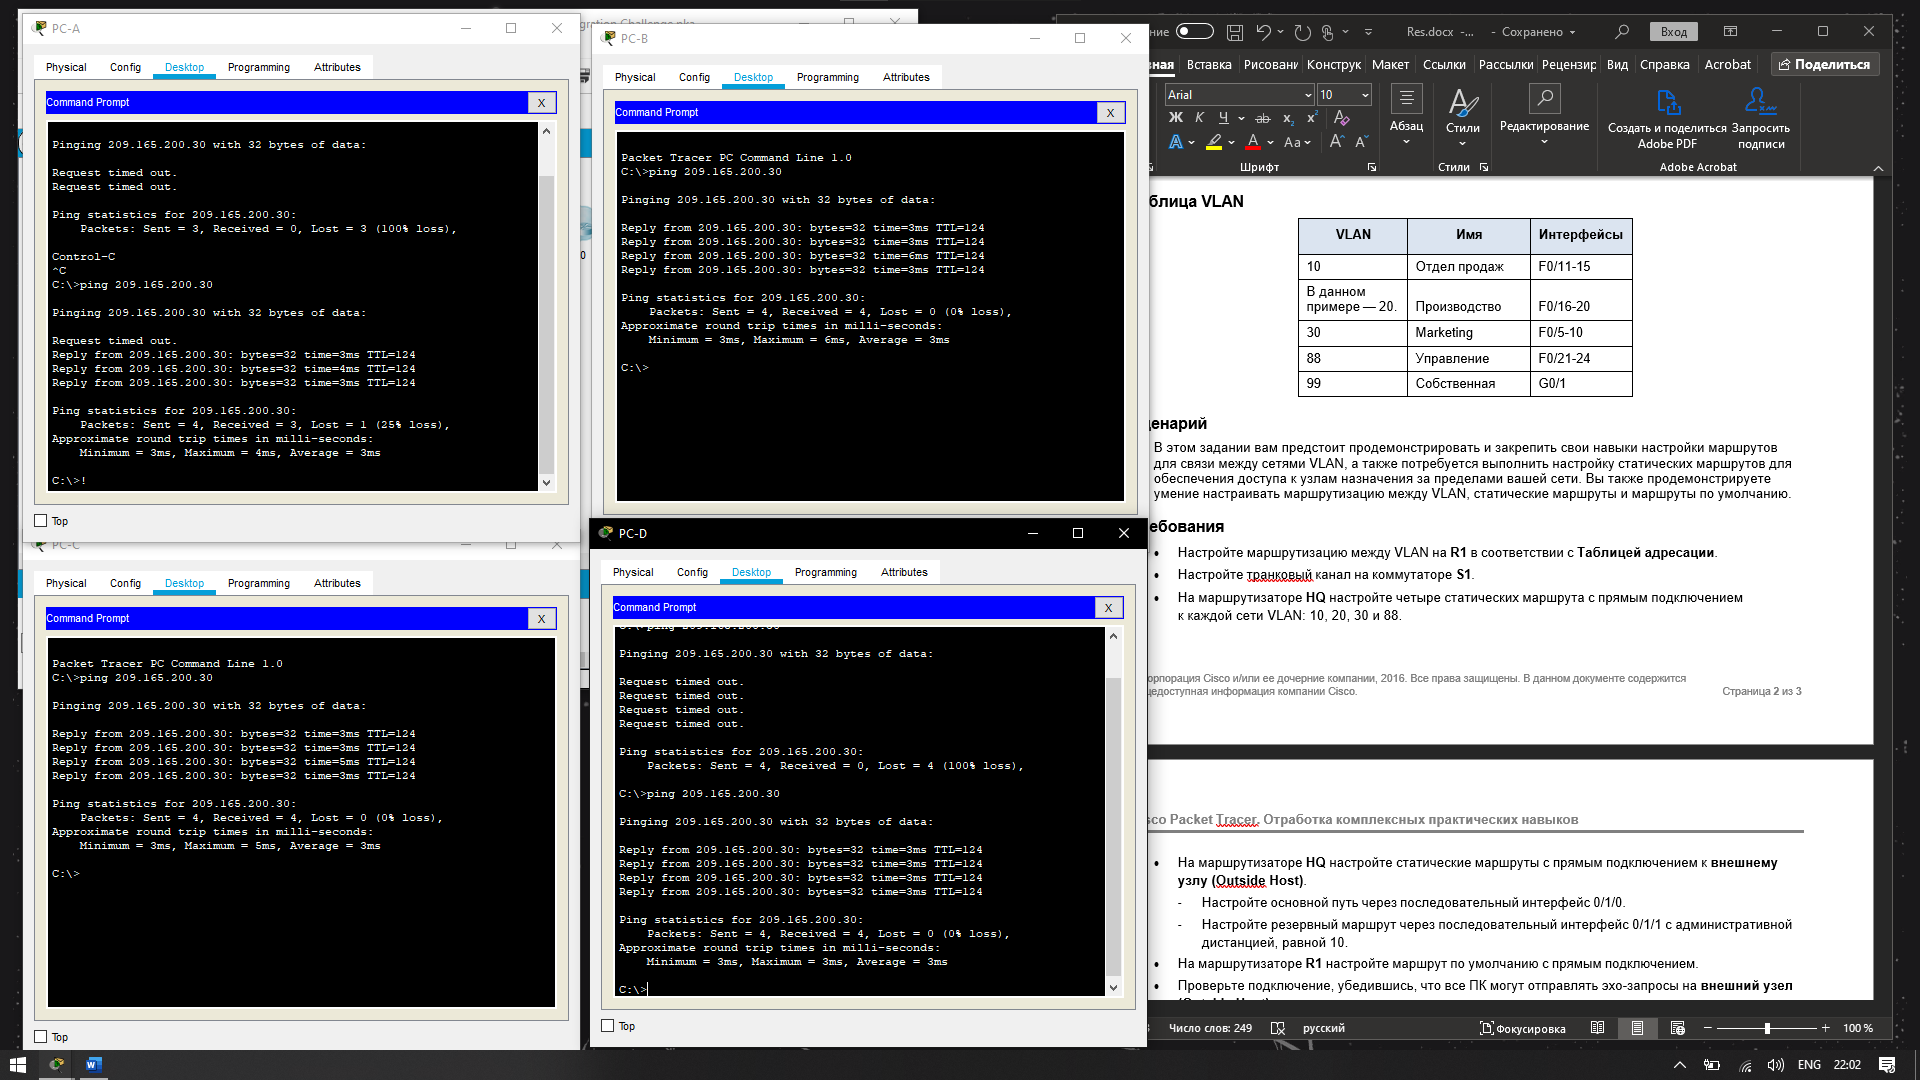 PC-A
Physical Config Desktop Programming Attributes
Command Prompt
X
Pinging 209.165.200.30 with 32 bytes of data:
Request timed out.
Request timed out.
Ping statistics for 209.165.200.30:
Packets: Sent = 3, Received = 0, Lost = 3 (100% loss),
Control-C
^C
C:\>ping 209.165.200.30
Pinging 209.165.200.30 with 32 bytes of data:
Request timed out.
Reply from 209.165.200.30: bytes=32 time=3ms TTL=124
Reply from 209.165.200.30: bytes=32 time=4ms TTL=124
Reply from 209.165.200.30: bytes=32 time=3ms TTL=124
Ping statistics for 209.165.200.30:
Packets: Sent = 4, Received = 3, Lost = 1 (25% loss),
Approximate round trip times in milli-seconds:
Minimum = 3ms, Maximum = 4ms, Average = 3ms
C:\>!
Top
PC-B
Physical Config Desktop Programming Attributes
Command Prompt
X
Packet Tracer PC Command Line 1.0
C:\>ping 209.165.200.30
Pinging 209.165.200.30 with 32 bytes of data:
Reply from 209.165.200.30: bytes=32 time=3ms TTL=124
Reply from 209.165.200.30: bytes=32 time=3ms TTL=124
Reply from 209.165.200.30: bytes=32 time=6ms TTL=124
Reply from 209.165.200.30: bytes=32 time=3ms TTL=124
Ping statistics for 209.165.200.30:
Packets: Sent = 4, Received = 4, Lost = 0 (0% loss),
Approximate round trip times in milli-seconds:
Minimum = 3ms, Maximum = 6ms, Average = 3ms
C:\>
PC-C
Physical Config Desktop Programming Attributes
Command Prompt
X
Packet Tracer PC Command Line 1.0
C:\>ping 209.165.200.30
Pinging 209.165.200.30 with 32 bytes of data:
Reply from 209.165.200.30: bytes=32 time=3ms TTL=124
Reply from 209.165.200.30: bytes=32 time=3ms TTL=124
Reply from 209.165.200.30: bytes=32 time=5ms TTL=124
Reply from 209.165.200.30: bytes=32 time=3ms TTL=124
Ping statistics for 209.165.200.30:
Packets: Sent = 4, Received = 4, Lost = 0 (0% loss),
Approximate round trip times in milli-seconds:
Minimum = 3ms, Maximum = 5ms, Average = 3ms
C:\>
Top
PC-D
Physical Config Desktop Programming Attributes
Command Prompt
X
C:\>ping 209.165.200.30
Pinging 209.165.200.30 with 32 bytes of data:
Request timed out.
Request timed out.
Request timed out.
Request timed out.
Ping statistics for 209.165.200.30:
Packets: Sent = 4, Received = 0, Lost = 4 (100% loss),
C:\>ping 209.165.200.30
Pinging 209.165.200.30 with 32 bytes of data:
Reply from 209.165.200.30: bytes=32 time=3ms TTL=124
Reply from 209.165.200.30: bytes=32 time=3ms TTL=124
Reply from 209.165.200.30: bytes=32 time=3ms TTL=124
Reply from 209.165.200.30: bytes=32 time=3ms TTL=124
Ping statistics for 209.165.200.30:
Packets: Sent = 4, Received = 4, Lost = 0 (0% loss),
Approximate round trip times in milli-seconds:
Minimum = 3ms, Maximum = 3ms, Average = 3ms
C:\>
Top
ние Res.docx -... - Сохранено Вход
вная Вставка Рисовани Конструк Макет Ссылки Рассылки Рецензир Вид Справка Acrobat Поделиться
Arial 10
Ж К Ч ab x₂ x²
Aa
Абзац
Стили
Редактирование
Создать и поделиться Adobe PDF
Запросить подписи
Шрифт Стили Adobe Acrobat
блица VLAN
VLAN Имя Интерфейсы
10 Отдел продаж F0/11-15
В данном
примере — 20. Производство F0/16-20
30 Marketing F0/5-10
88 Управление F0/21-24
99 Собственная G0/1
ценарий
В этом задании вам предстоит продемонстрировать и закрепить свои навыки настройки маршрутов
для связи между сетями VLAN, а также потребуется выполнить настройку статических маршрутов для
обеспечения доступа к узлам назначения за пределами вашей сети. Вы также продемонстрируете
умение настраивать маршрутизацию между VLAN, статические маршруты и маршруты по умолчанию.
ебования
• Настройте маршрутизацию между VLAN на R1 в соответствии с Таблицей адресации.
• Настройте транковый канал на коммутаторе S1.
• На маршрутизаторе HQ настройте четыре статических маршрута с прямым подключением
к каждой сети VLAN: 10, 20, 30 и 88.
орпорация Cisco и/или ее дочерние компании, 2016. Все права защищены. В данном документе содержится
щедоступная информация компании Cisco. Страница 2 из 3
sco Packet Tracer. Отработка комплексных практических навыков
• На маршрутизаторе HQ настройте статические маршруты с прямым подключением к внешнему
узлу (Outside Host).
- Настройте основной путь через последовательный интерфейс 0/1/0.
- Настройте резервный маршрут через последовательный интерфейс 0/1/1 с административной
дистанцией, равной 10.
• На маршрутизаторе R1 настройте маршрут по умолчанию с прямым подключением.
• Проверьте подключение, убедившись, что все ПК могут отправлять эхо-запросы на внешний узел
Число слов: 249 русский Фокусировка 100 %
ENG 22:02